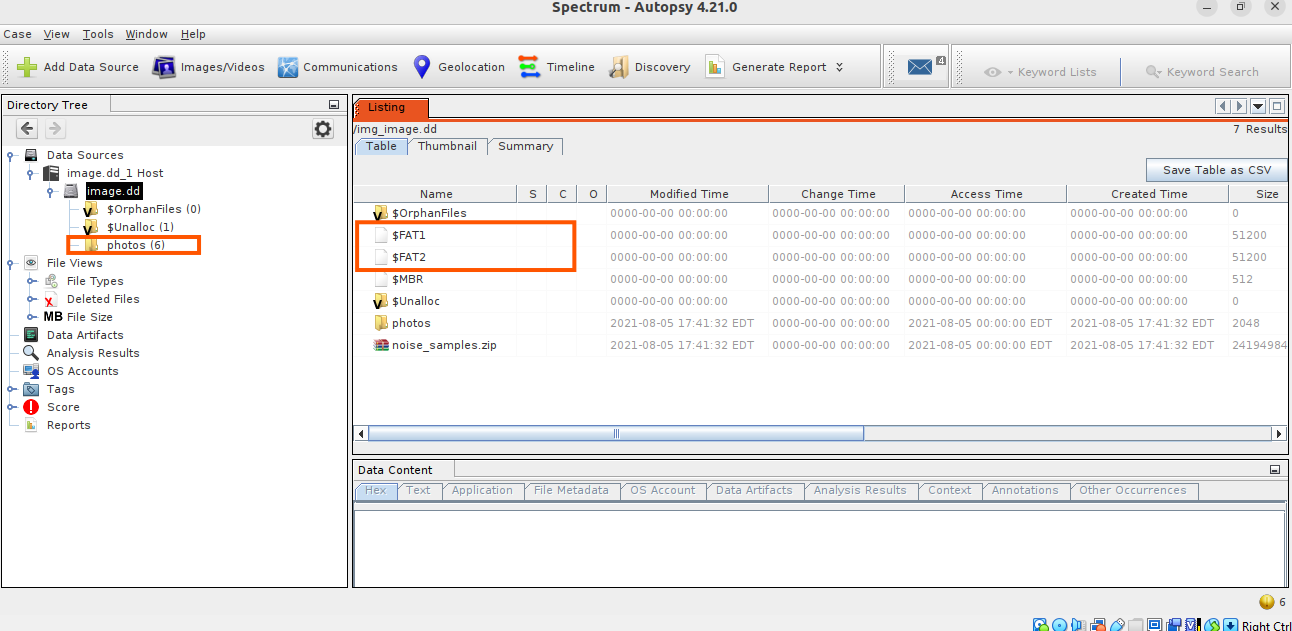 Spectrum - Autopsy 4.21.0
Case View Tools Window Help
Add Data Source Images/Videos Communications Geolocation Timeline Discovery Generate Report 4 Keyword Lists Keyword Search
Directory Tree
Data Sources
image.dd_1 Host
image.dd
$OrphanFiles (0)
$Unalloc (1)
photos (6)
File Views
File Types
Deleted Files
MB File Size
Data Artifacts
Analysis Results
OS Accounts
Tags
Score
Reports
Listing
/img_image.dd 7 Results
Table Thumbnail Summary
Save Table as CSV
Name S C O Modified Time Change Time Access Time Created Time Size
$OrphanFiles 0000-00-00 00:00:00 0000-00-00 00:00:00 0000-00-00 00:00:00 0000-00-00 00:00:00 0
$FAT1 0000-00-00 00:00:00 0000-00-00 00:00:00 0000-00-00 00:00:00 0000-00-00 00:00:00 51200
$FAT2 0000-00-00 00:00:00 0000-00-00 00:00:00 0000-00-00 00:00:00 0000-00-00 00:00:00 51200
$MBR 0000-00-00 00:00:00 0000-00-00 00:00:00 0000-00-00 00:00:00 0000-00-00 00:00:00 512
$Unalloc 0000-00-00 00:00:00 0000-00-00 00:00:00 0000-00-00 00:00:00 0000-00-00 00:00:00 0
photos 2021-08-05 17:41:32 EDT 0000-00-00 00:00:00 2021-08-05 00:00:00 EDT 2021-08-05 17:41:32 EDT 2048
noise_samples.zip 2021-08-05 17:41:32 EDT 0000-00-00 00:00:00 2021-08-05 00:00:00 EDT 2021-08-05 17:41:32 EDT 24194984
Data Content
Hex Text Application File Metadata OS Account Data Artifacts Analysis Results Context Annotations Other Occurrences
6
Right Ctrl